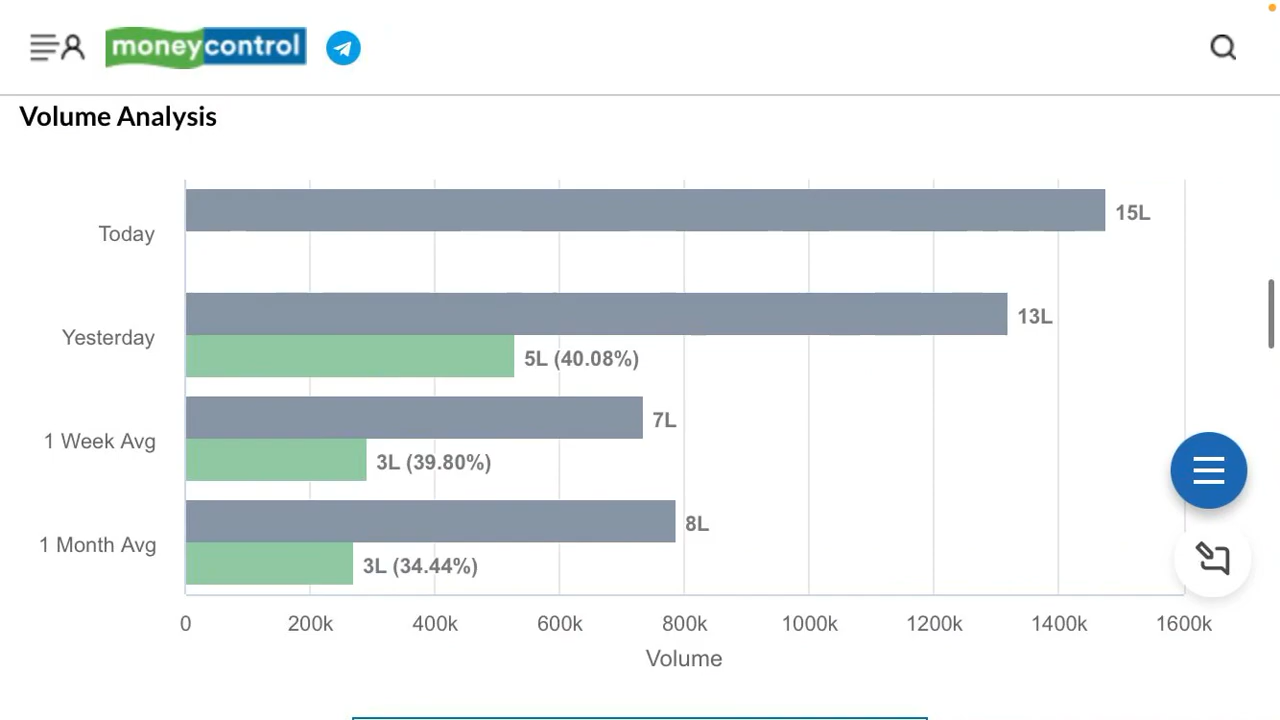 moneycontrol
Volume Analysis
Today
15L
Yesterday
13L
5L (40.08%)
1 Week Avg
7L
3L (39.80%)
1 Month Avg
8L
3L (34.44%)
0 200k 400k 600k 800k 1000k 1200k 1400k 1600k
Volume